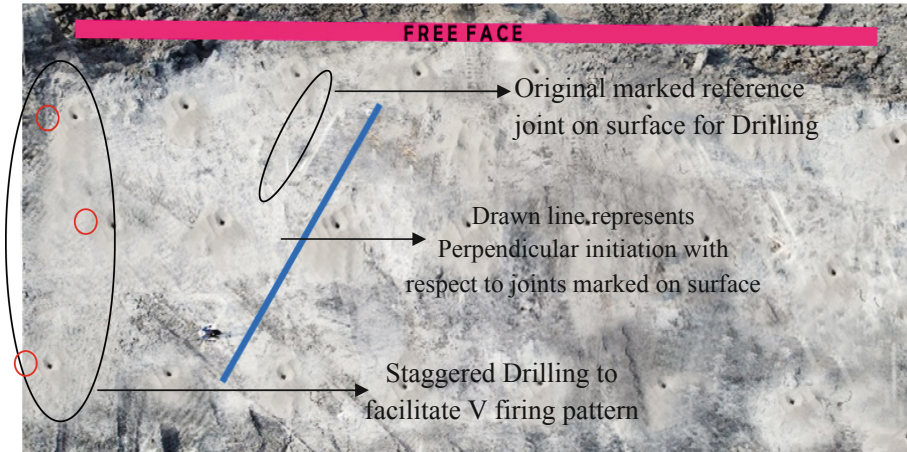 FREE FACE
Original marked reference
joint on surface for Drilling
Drawn line represents
Perpendicular initiation with
respect to joints marked on surface
Staggered Drilling to
facilitate V firing pattern